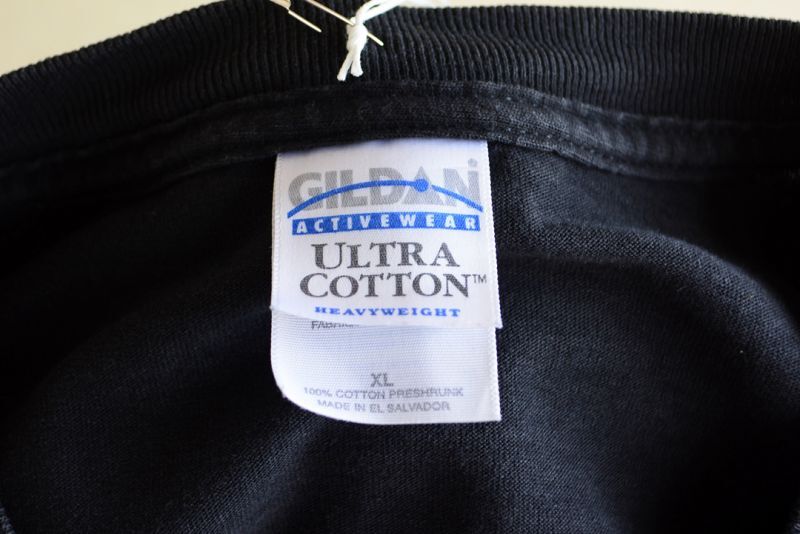 GILDAN®
ACTIVEWEAR
ULTRA
COTTON™
HEAVYWEIGHT
XL
100% COTTON PRESHRUNK
MADE IN EL SALVADOR